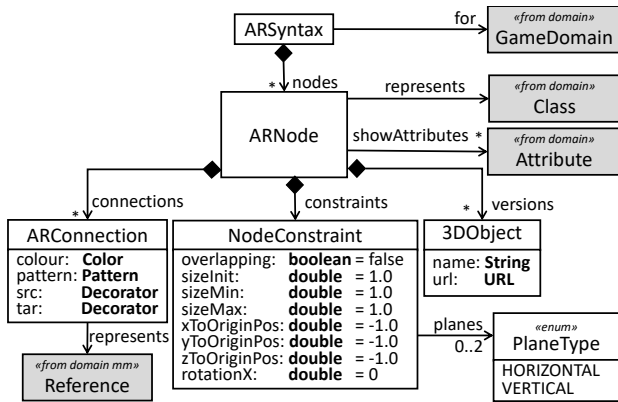 ARSyntax
for
«from domain»
GameDomain
* nodes
ARNode
represents
«from domain»
Class
showAttributes *
«from domain»
Attribute
connections
*
constraints
versions
*
ARConnection
colour: Color
pattern: Pattern
src: Decorator
tar: Decorator
NodeConstraint
overlapping: boolean = false
sizeInit: double = 1.0
sizeMin: double = 1.0
sizeMax: double = 1.0
xToOriginPos: double = -1.0
yToOriginPos: double = -1.0
zToOriginPos: double = -1.0
rotationX: double = 0
3DObject
name: String
url: URL
represents
«from domain mm»
Reference
planes
0..2
«enum»
PlaneType
HORIZONTAL
VERTICAL